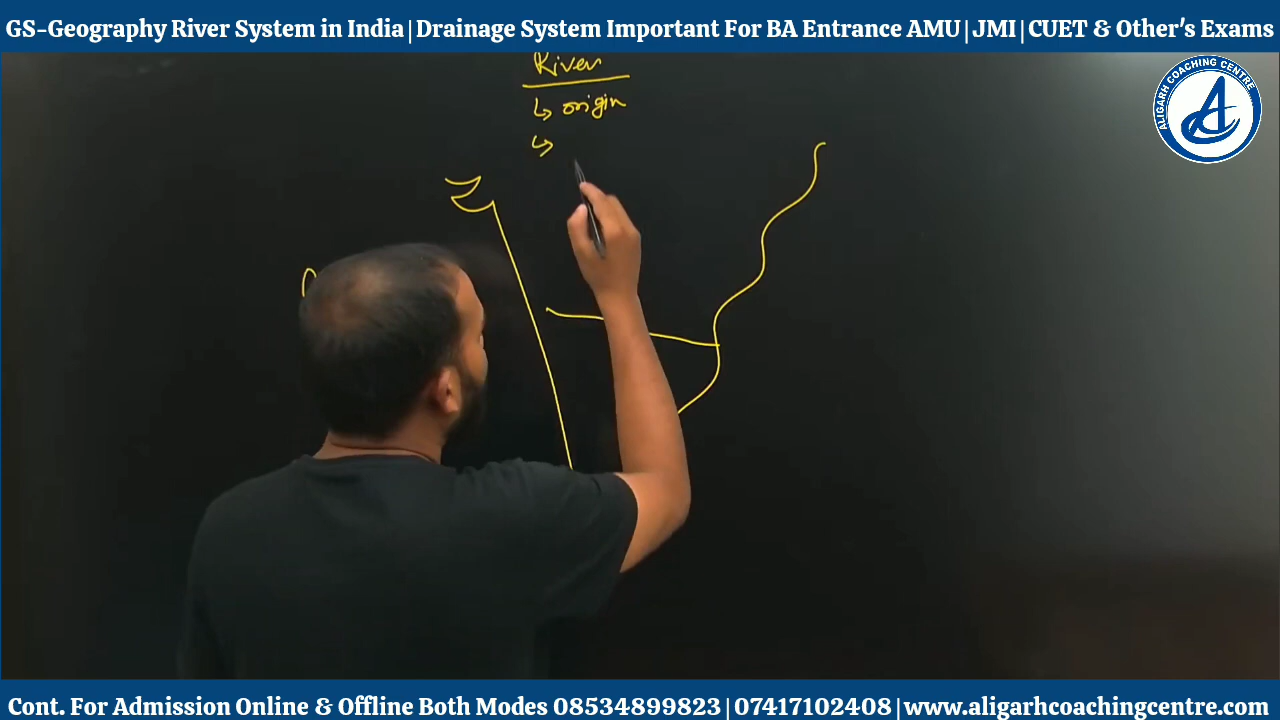 GS-Geography River System in India|Drainage System Important For BA Entrance AMU|JMI|CUET & Other's Exams
ALIGARH COACHING CENTRE
A
River
↳ origin
↳
Cont. For Admission Online & Offline Both Modes 08534899823|07417102408|www.aligarhcoachingcentre.com